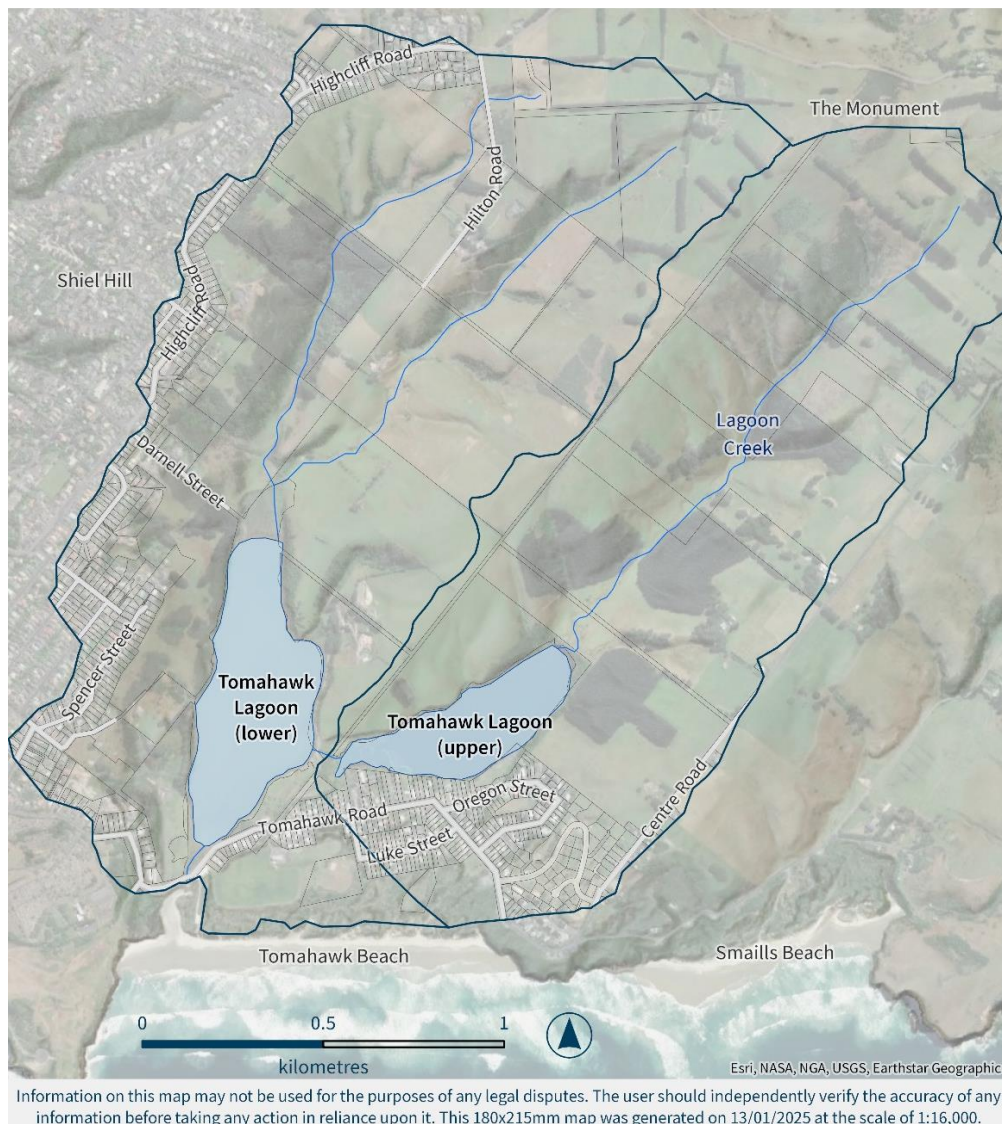 Highcliff Road
The Monument
Hilton Road
Shiel Hill
Highcliff Road
Lagoon
Creek
Darnell Street
Spencer Street
Tomahawk
Lagoon
(lower)
Tomahawk Lagoon
(upper)
Oregon Street
Centre Road
Tomahawk Road
Luke Street
Tomahawk Beach
Smaills Beach
0 0.5 1
kilometres
Esri, NASA, NGA, USGS, Earthstar Geographic
Information on this map may not be used for the purposes of any legal disputes. The user should independently verify the accuracy of any
information before taking any action in reliance upon it. This 180x215mm map was generated on 13/01/2025 at the scale of 1:16,000.